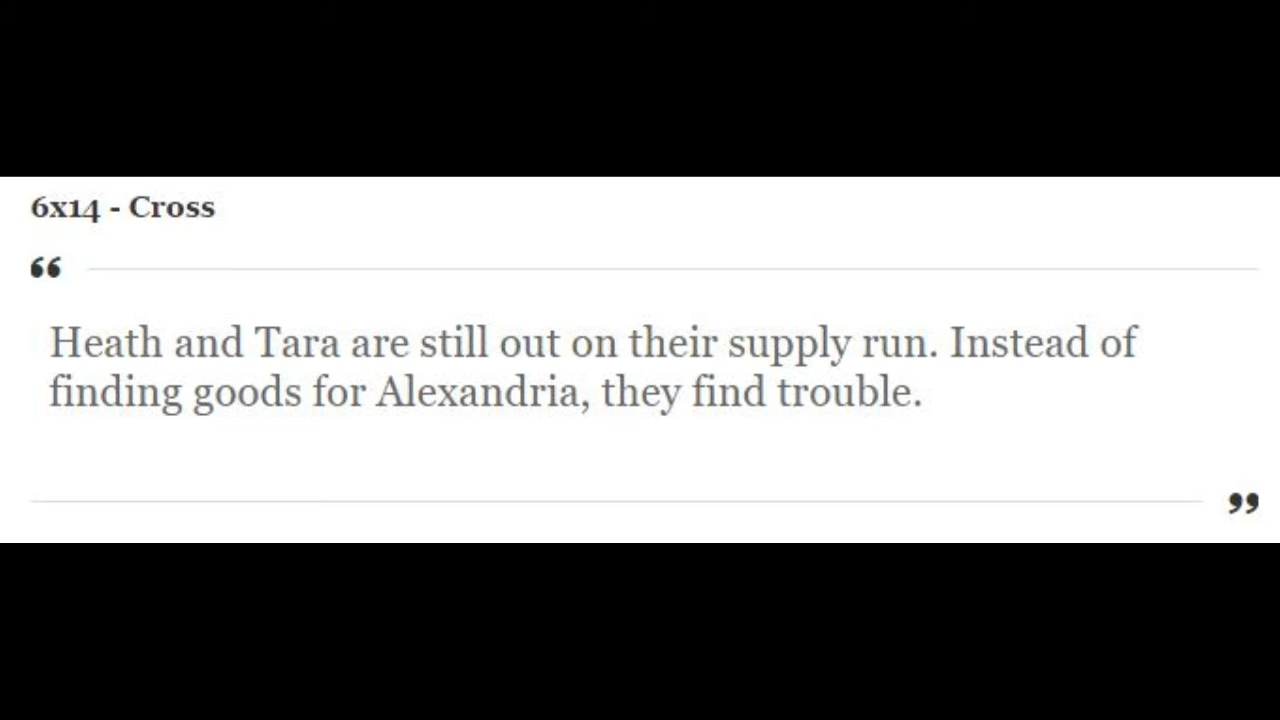 6x14 - Cross
“
Heath and Tara are still out on their supply run. Instead of
finding goods for Alexandria, they find trouble.
”